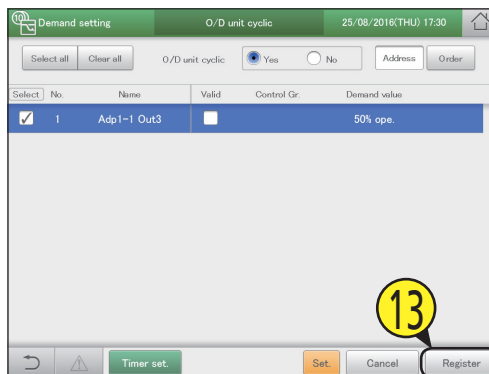 100 Demand setting O/D unit cyclic 25/08/2016(THU) 17:30
Select all Clear all O/D unit cyclic Yes No Address Order
Select No. Name Valid Control Gr. Demand value
1 Adp1-1 Out3 50% ope.
13
Timer set. Set. Cancel Register